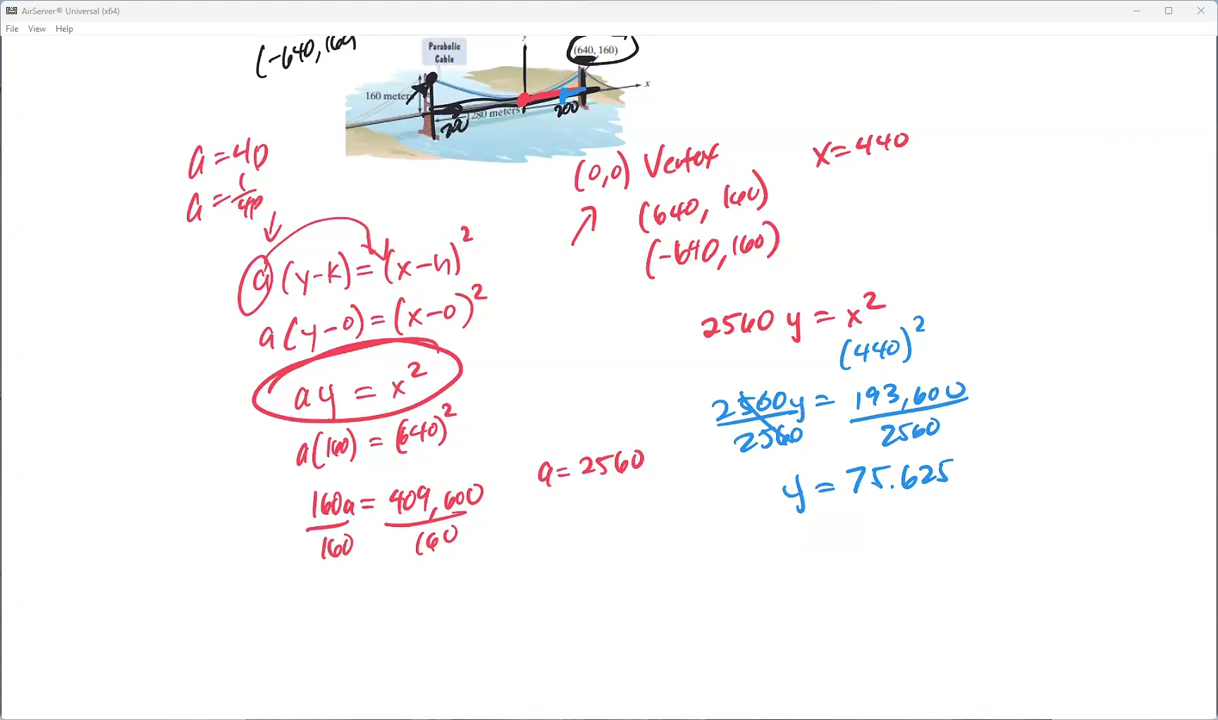 AirServer® Universal (x64)
File View Help
(-640, 160)
Parabolic
Cable
y
(640, 160)
x
160 meters
200
280 meters
200
a = 40
a = 1/40
(0,0) Vertex
(640, 160)
(-640, 160)
x = 440
a (y-k) = (x-h)²
a (y-0) = (x-0)²
ay = x²
a(160) = (640)²
160a = 409,600
160 160
a = 2560
2560 y = x²
(440)²
2560y = 193,600
2560 2560
y = 75.625